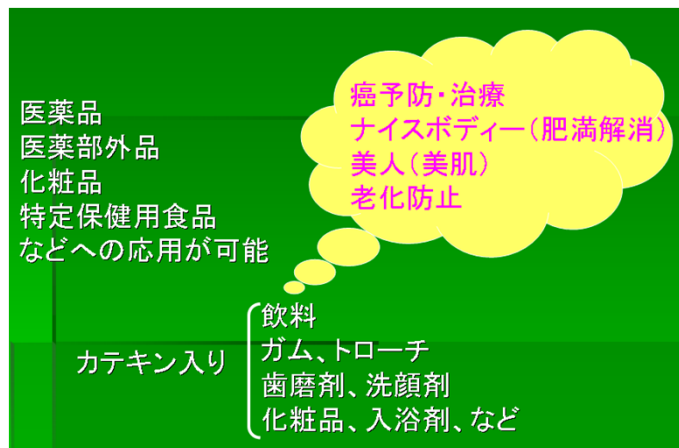 医薬品
医薬部外品
化粧品
特定保健用食品
などへの応用が可能
癌予防・治療
ナイスボディー(肥満解消)
美人(美肌)
老化防止
カテキン入り
飲料
ガム、トローチ
歯磨剤、洗顔剤
化粧品、入浴剤、など